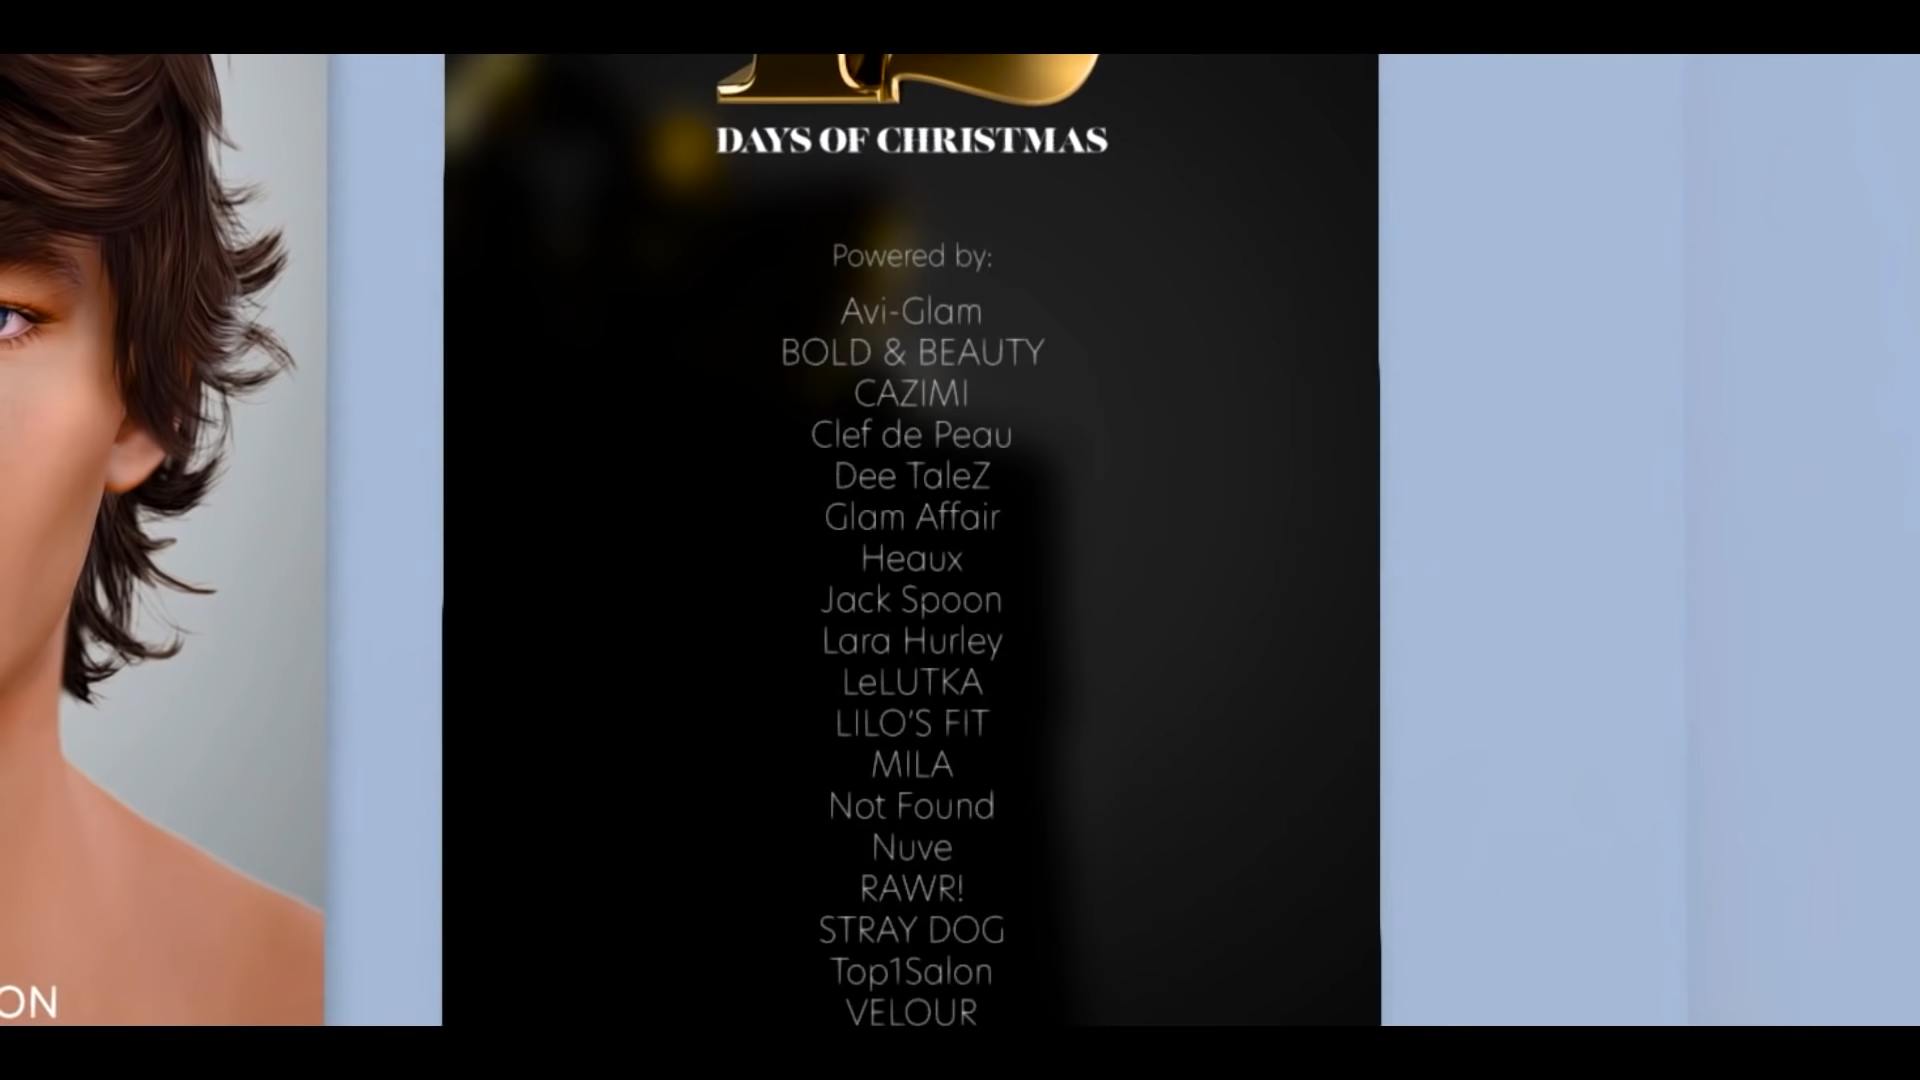 DAYS OF CHRISTMAS
Powered by:
Avi-Glam
BOLD & BEAUTY
CAZIMI
Clef de Peau
Dee TaleZ
Glam Affair
Heaux
Jack Spoon
Lara Hurley
LeLUTKA
LILO'S FIT
MILA
Not Found
Nuve
RAWR!
STRAY DOG
Top1Salon
VELOUR
ON